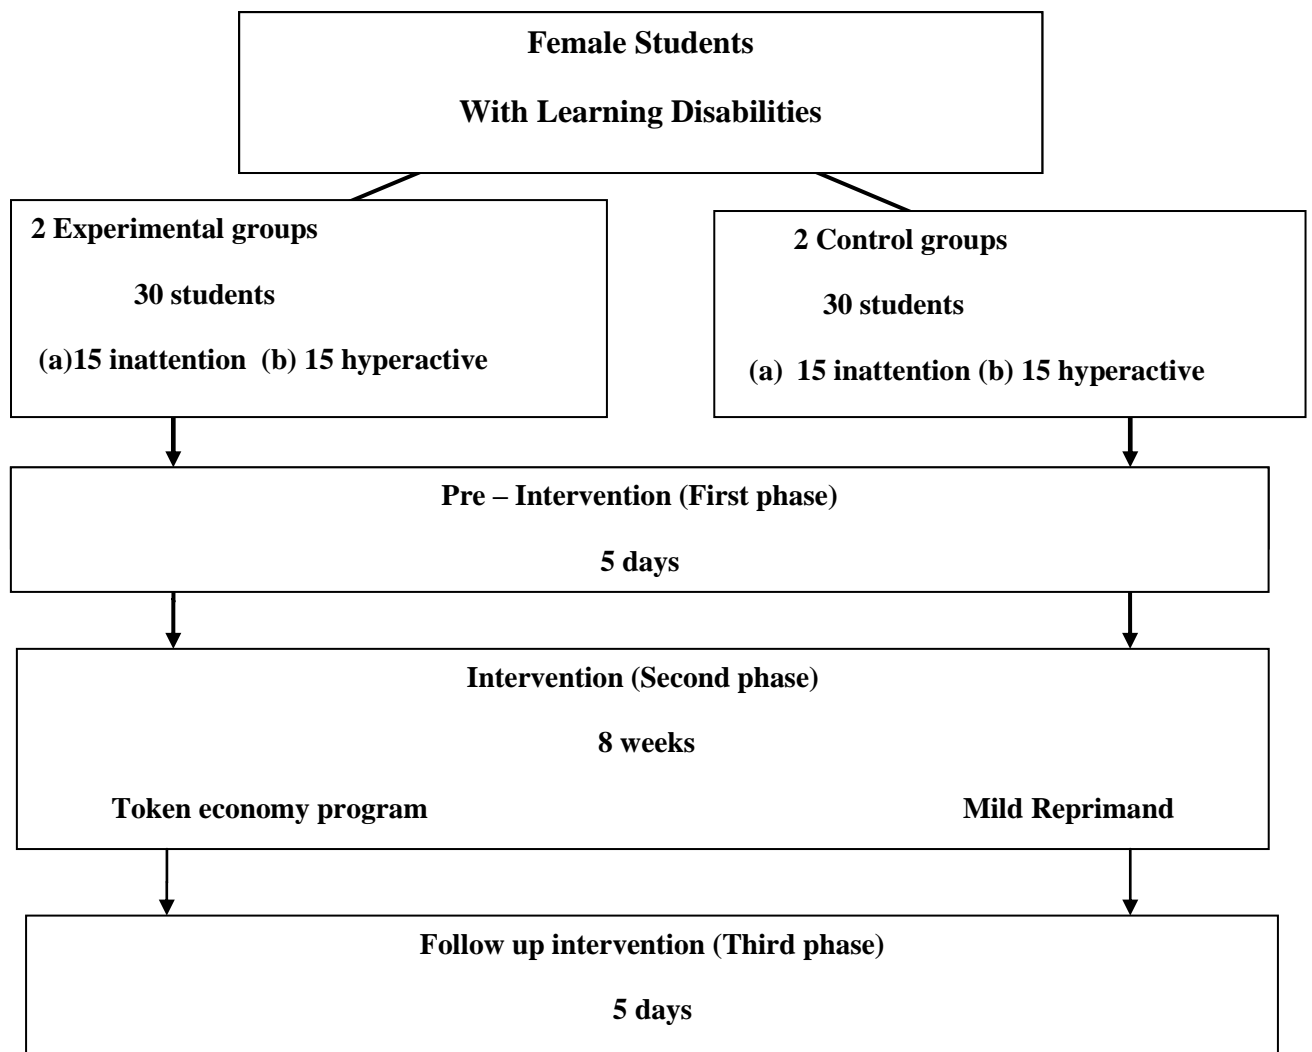 Female Students
With Learning Disabilities
2 Experimental groups
30 students
(a)15 inattention (b) 15 hyperactive
2 Control groups
30 students
(a) 15 inattention (b) 15 hyperactive
Pre – Intervention (First phase)
5 days
Intervention (Second phase)
8 weeks
Token economy program
Mild Reprimand
Follow up intervention (Third phase)
5 days